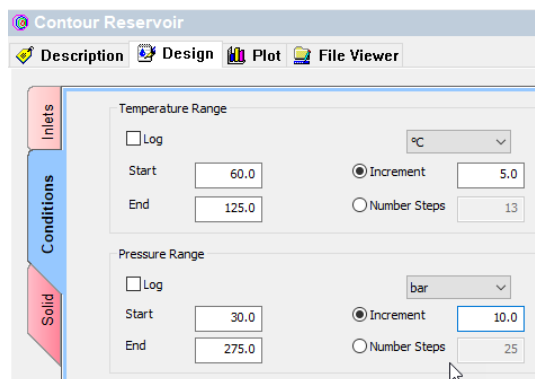 Contour Reservoir
Description Design Plot File Viewer
Inlets
Conditions
Solid
Temperature Range
Log °C
Start 60.0 Increment 5.0
End 125.0 Number Steps 13
Pressure Range
Log bar
Start 30.0 Increment 10.0
End 275.0 Number Steps 25